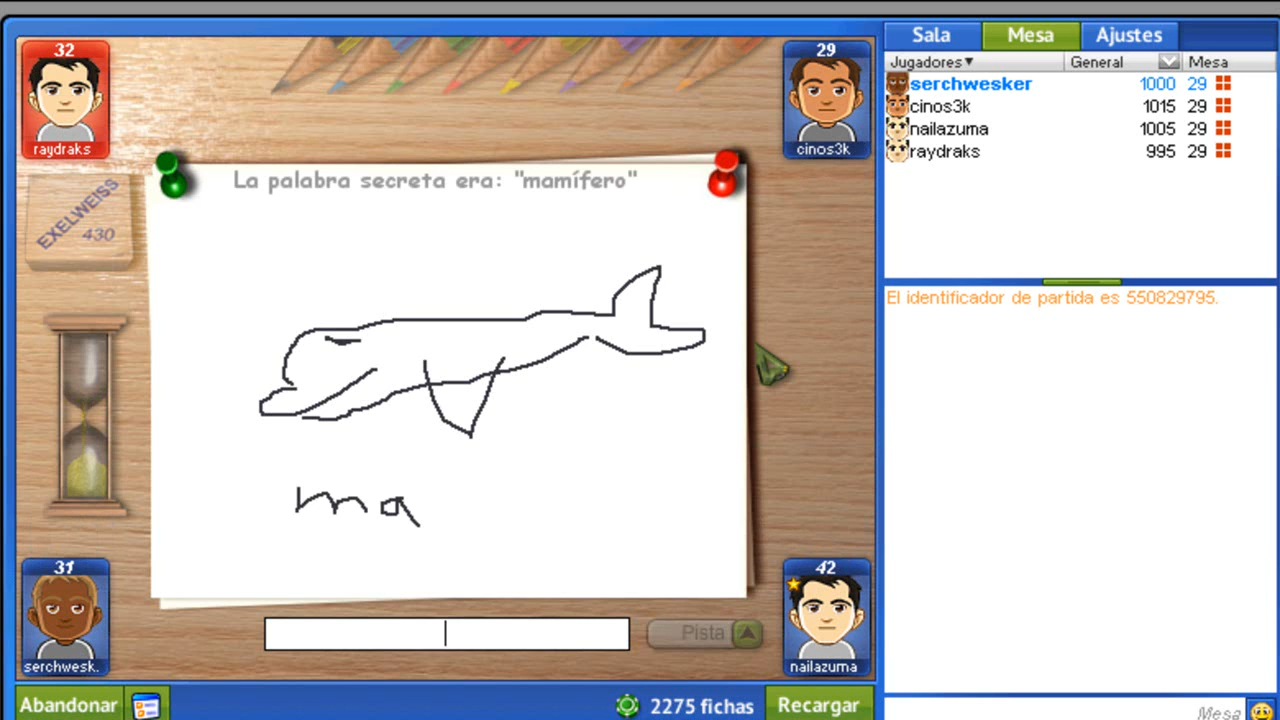 Sala Mesa Ajustes
32
29
Jugadores▼ General Mesa
serchwesker 1000 29
cinos3k 1015 29
nailazuma 1005 29
raydraks 995 29
raydraks
cinos3k
La palabra secreta era: "mamífero"
EXELWEISS
430
El identificador de partida es 550829795.
ma
31
42
Pista
serchwesk.
nailazuma
Abandonar
2275 fichas
Recargar
Mesa